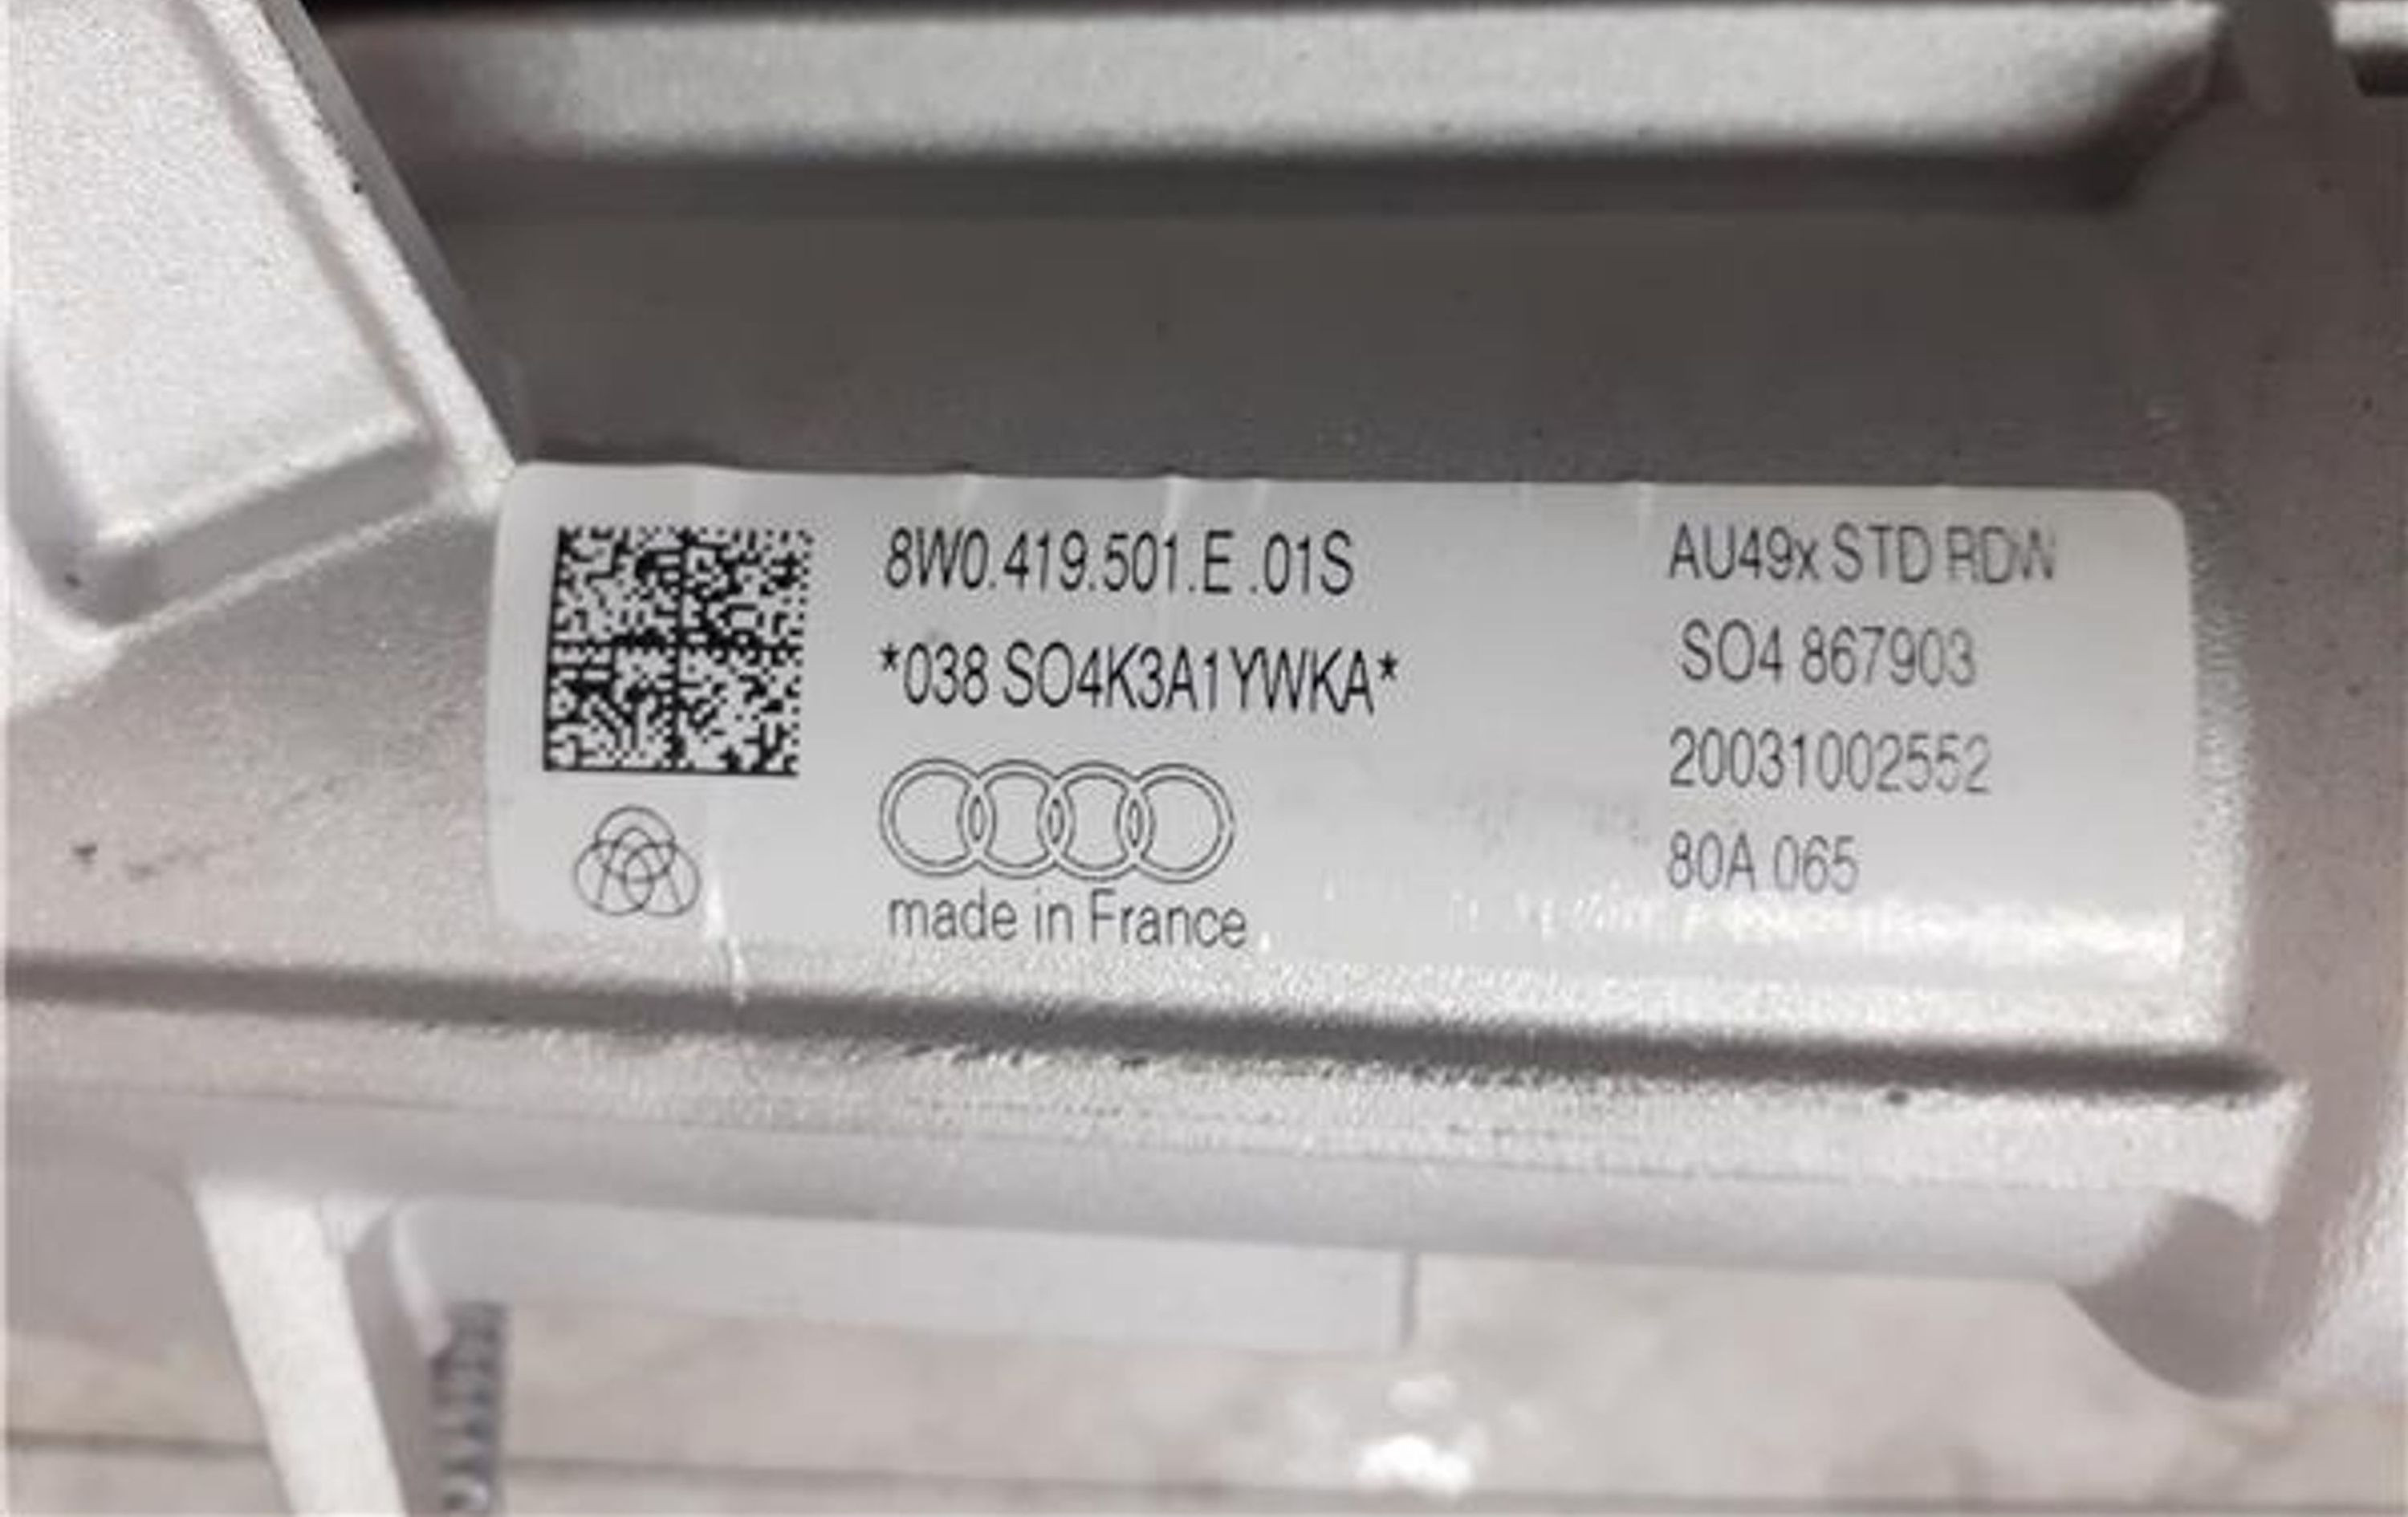 8W0.419.501.E .01S
*038 SO4K3A1YWKA*
made in France
AU49x STD RDW
SO4 867903
20031002552
80A 065